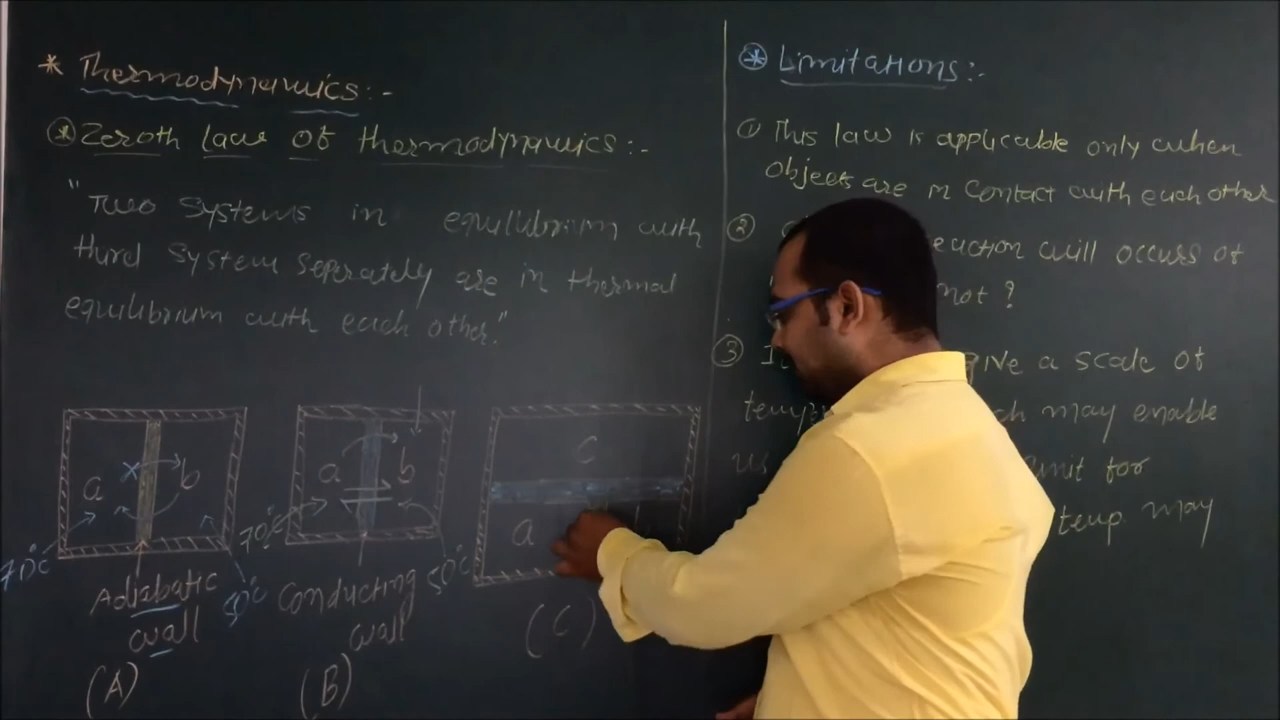 * Thermodynamics:-
* Zeroth law of thermodynamics:-
"Two systems in equilibrium with
third system seperately are in thermal
equilibrium with each other."
a
b
70°C
50°C
Adiabatic
wall
(A)
a
b
70°C
50°C
Conducting
wall
(B)
c
a
(C)
* Limitations:-
① This law is applicable only when
objects are in contact with each other
②
will occurs of
not ?
③
give a scale of
may enable
us
unit for
temp. may